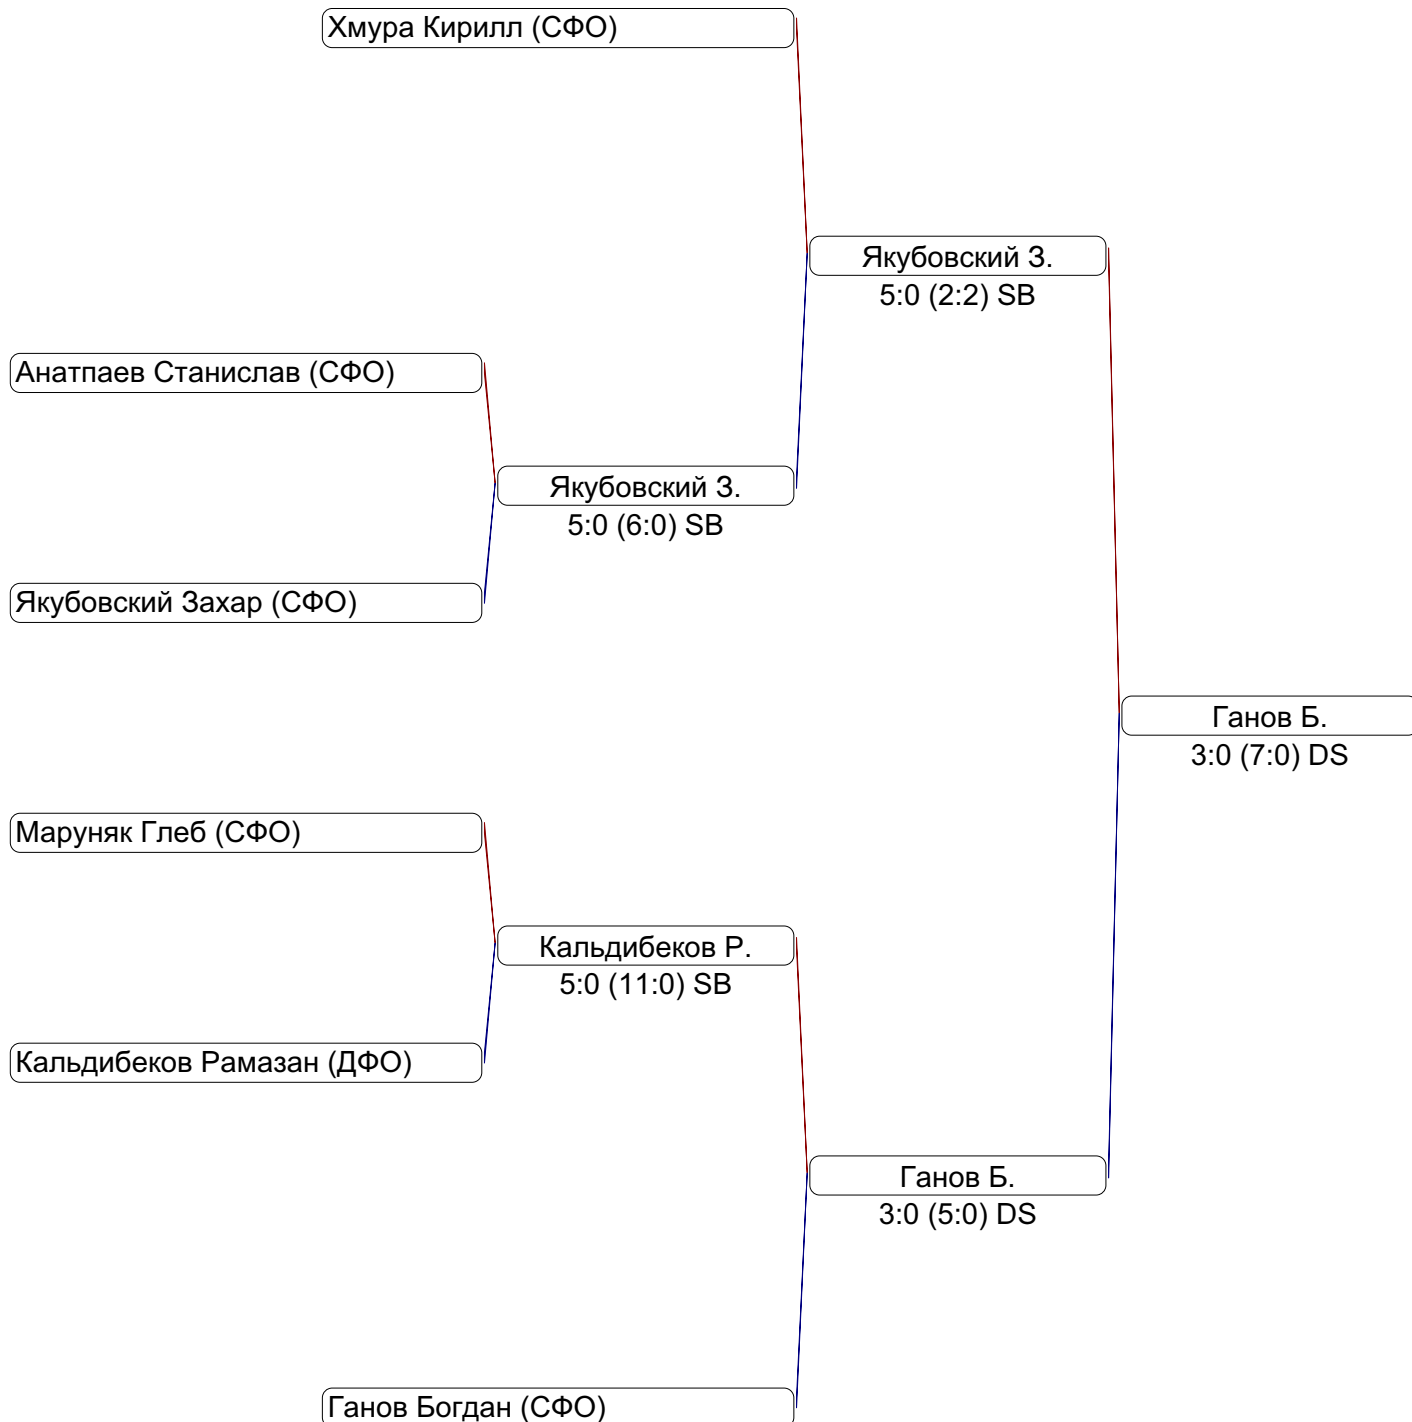 Хмура Кирилл (СФО)
Якубовский З.
5:0 (2:2) SB
Анатпаев Станислав (СФО)
Якубовский З.
5:0 (6:0) SB
Якубовский Захар (СФО)
Ганов Б.
3:0 (7:0) DS
Маруняк Глеб (СФО)
Кальдибеков Р.
5:0 (11:0) SB
Кальдибеков Рамазан (ДФО)
Ганов Б.
3:0 (5:0) DS
Ганов Богдан (СФО)